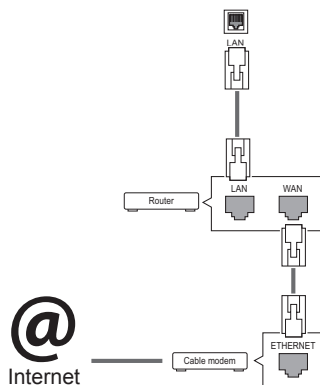 LAN
LAN WAN
Router
ETHERNET
@
Internet
Cable modem